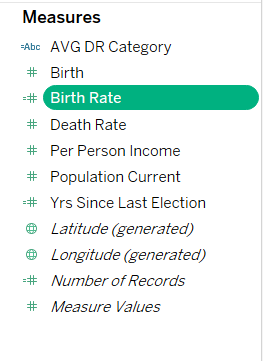 Measures
=Abc AVG DR Category
# Birth
=# Birth Rate
# Death Rate
# Per Person Income
# Population Current
=# Yrs Since Last Election
Latitude (generated)
Longitude (generated)
=# Number of Records
# Measure Values